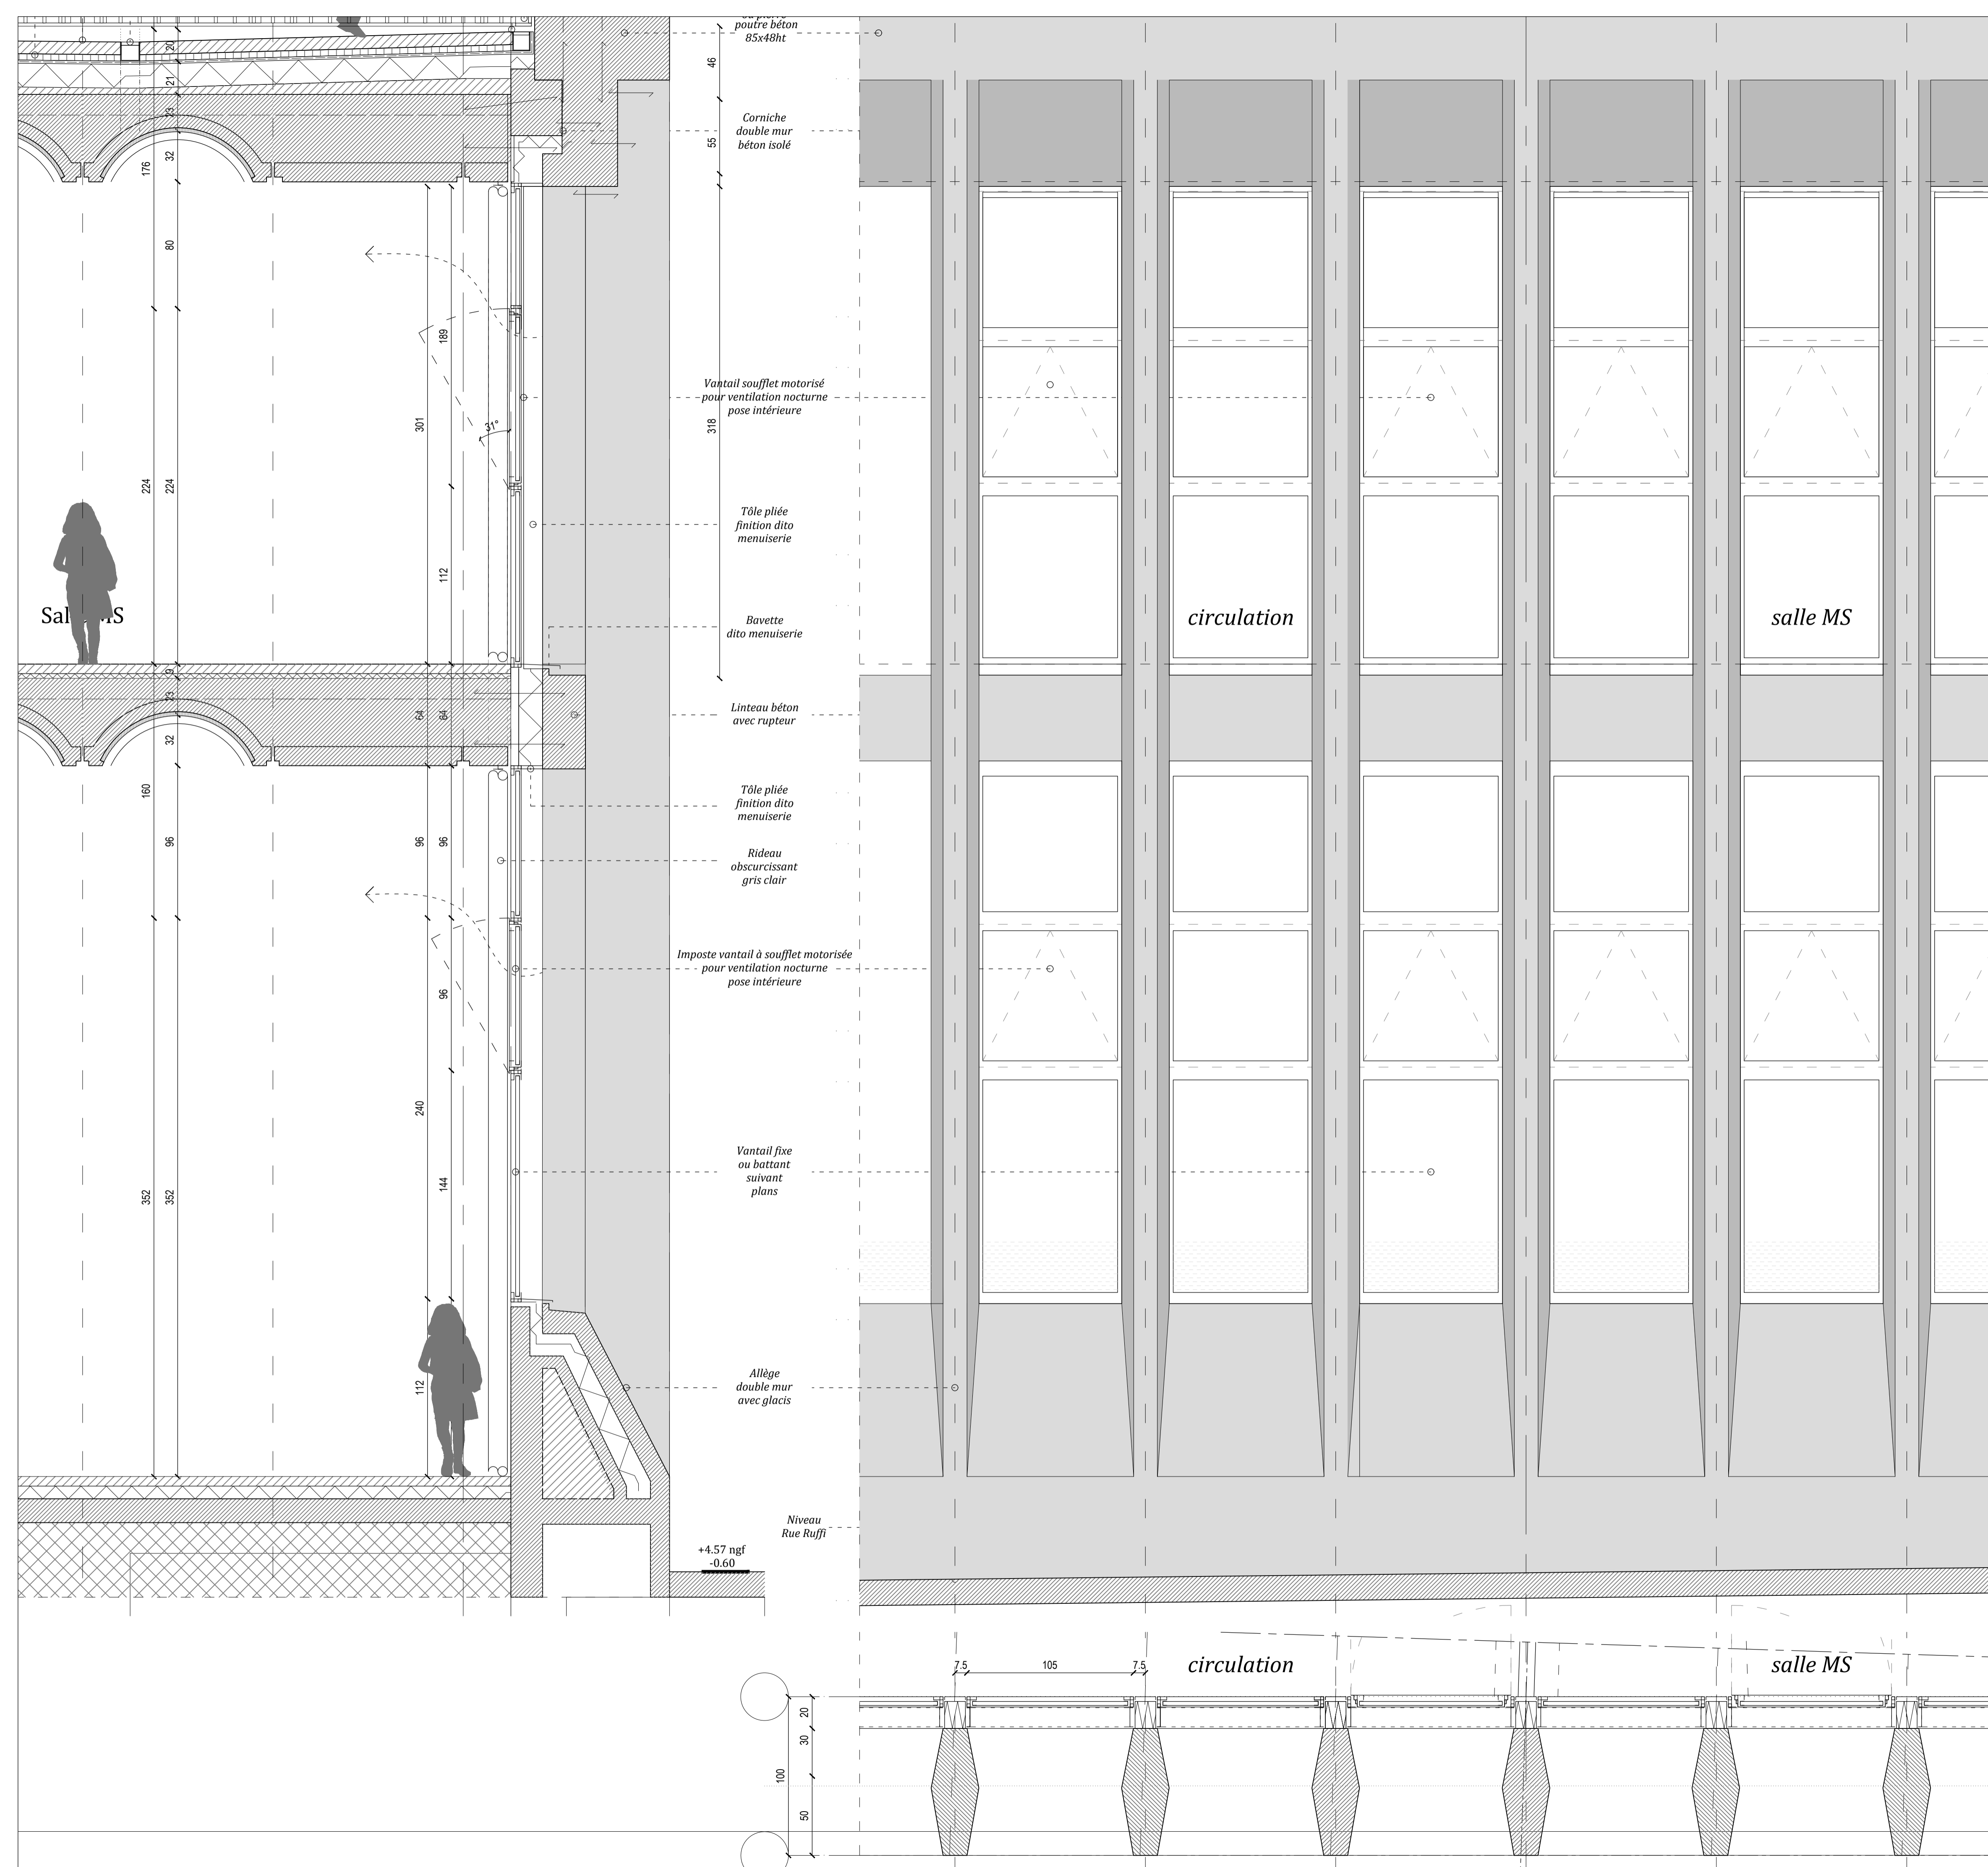 poutre béton
85x48ht
20
21
23
32
176
46
55
Corniche
double mur
béton isolé
80
189
301
31°
224
224
112
318
Vantail soufflet motorisé
pour ventilation nocturne
pose intérieure
Tôle pliée
finition dito
menuiserie
circulation
salle MS
Bavette
dito menuiserie
9
23
32
64
64
Linteau béton
avec rupteur
160
96
96
96
Tôle pliée
finition dito
menuiserie
Rideau
obscurcissant
gris clair
96
Imposte vantail à soufflet motorisée
pour ventilation nocturne
pose intérieure
240
352
352
144
Vantail fixe
ou battant
suivant
plans
112
Allège
double mur
avec glacis
Niveau
Rue Ruffi
+4.57 ngf
-0.60
circulation
salle MS
7.5
105
7.5
20
30
100
50